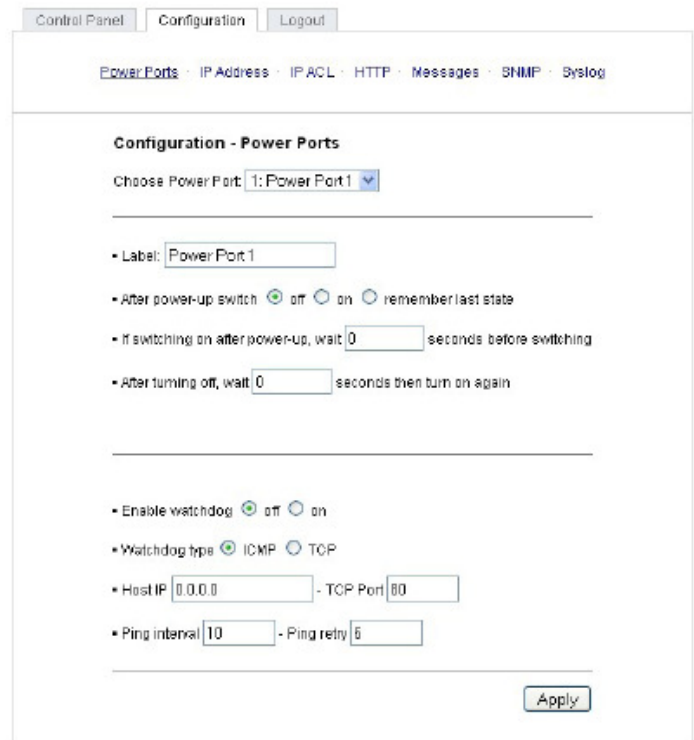 Control Panel Configuration Logout
Power Ports · IP Address · IP ACL · HTTP · Messages · SNMP · Syslog
Configuration - Power Ports
Choose Power Port: 1: Power Port 1
▪ Label: Power Port 1
▪ After power-up switch off on remember last state
▪ If switching on after power-up, wait 0 seconds before switching
▪ After turning off, wait 0 seconds then turn on again
▪ Enable watchdog off on
▪ Watchdog type ICMP TCP
▪ Host IP 0.0.0.0 - TCP Port 80
▪ Ping interval 10 - Ping retry 6
Apply